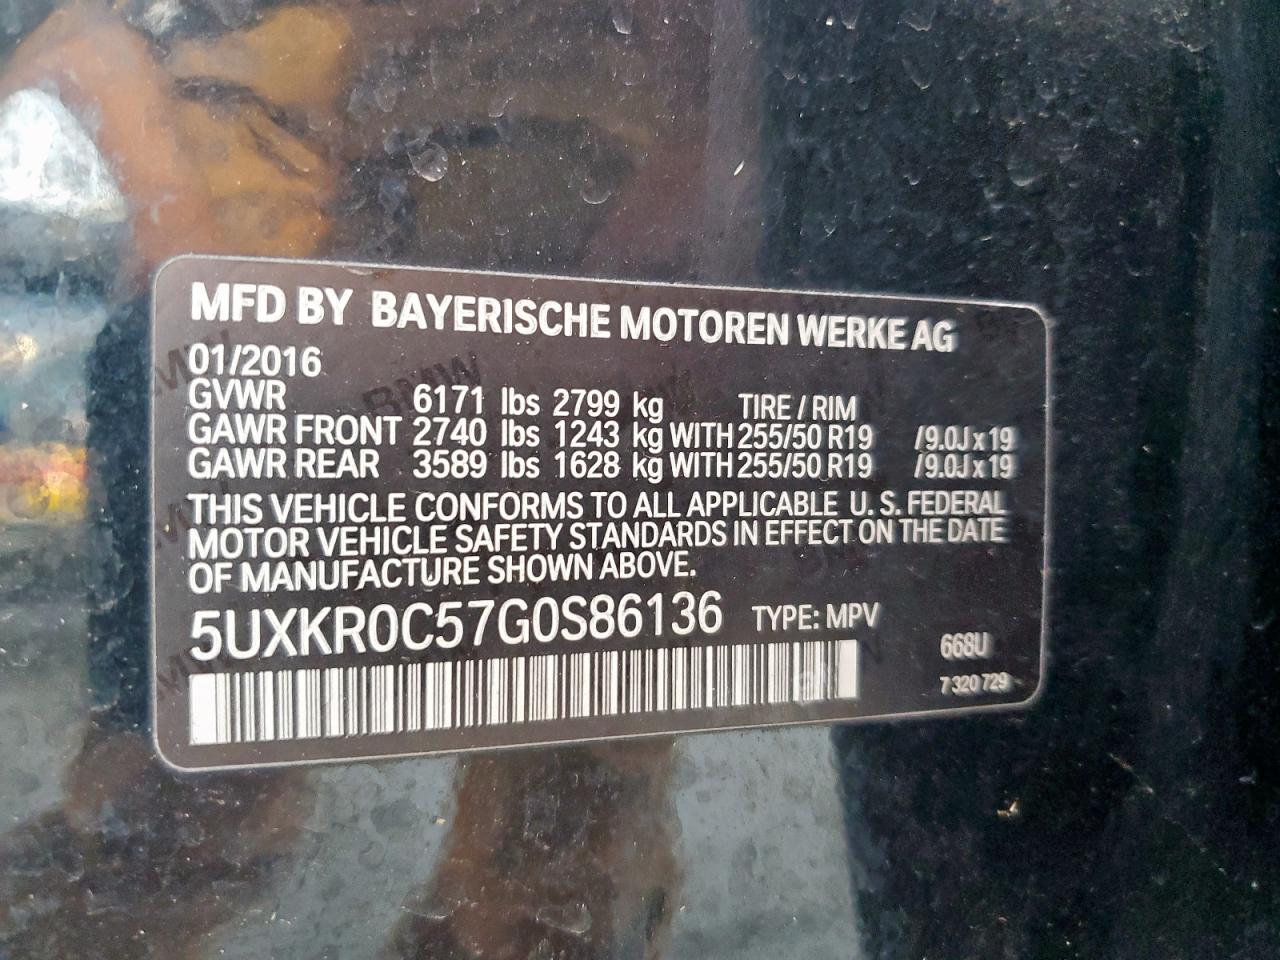 MFD BY BAYERISCHE MOTOREN WERKE AG
01/2016
GVWR 6171 lbs 2799 kg TIRE / RIM
GAWR FRONT 2740 lbs 1243 kg WITH 255/50 R19 /9.0J x 19
GAWR REAR 3589 lbs 1628 kg WITH 255/50 R19 /9.0J x 19
THIS VEHICLE CONFORMS TO ALL APPLICABLE U. S. FEDERAL
MOTOR VEHICLE SAFETY STANDARDS IN EFFECT ON THE DATE
OF MANUFACTURE SHOWN ABOVE.
5UXKR0C57G0S86136 TYPE: MPV
668U
7 320 729